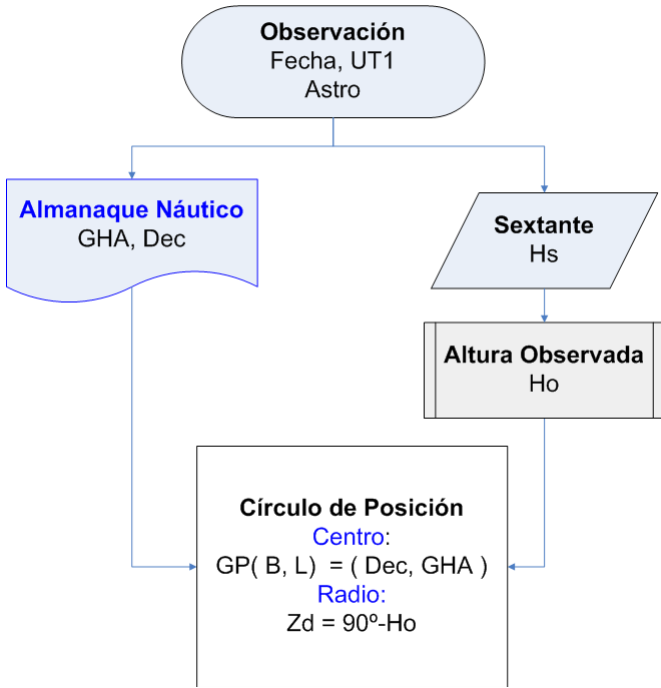 Observación
Fecha, UT1
Astro
Almanaque Náutico
GHA, Dec
Sextante
Hs
Altura Observada
Ho
Círculo de Posición
Centro:
GP( B, L)  = ( Dec, GHA )
Radio:
Zd = 90º-Ho